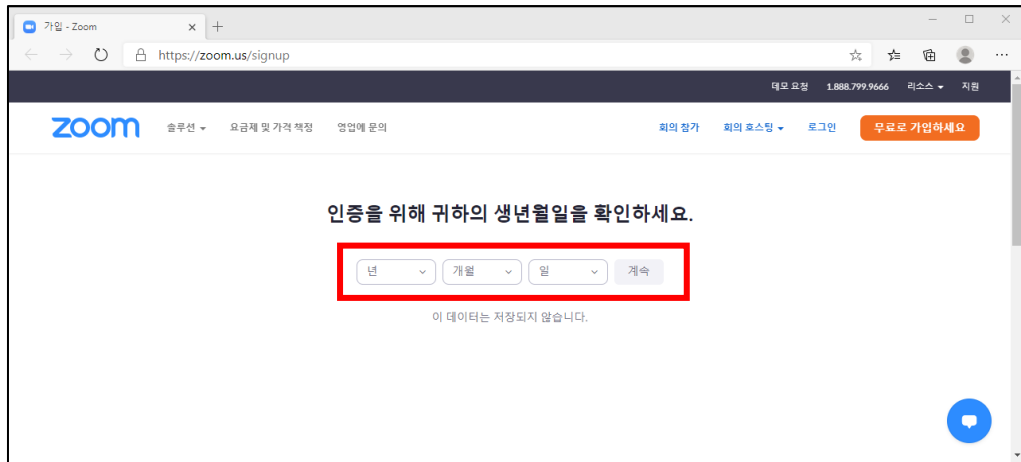 가입 - Zoom
https://zoom.us/signup
데모 요청 1.888.799.9666 리소스 지원
zoom 솔루션 요금제 및 가격 책정 영업에 문의 회의 참가 회의 호스팅 로그인 무료로 가입하세요
인증을 위해 귀하의 생년월일을 확인하세요.
년 개월 일 계속
이 데이터는 저장되지 않습니다.